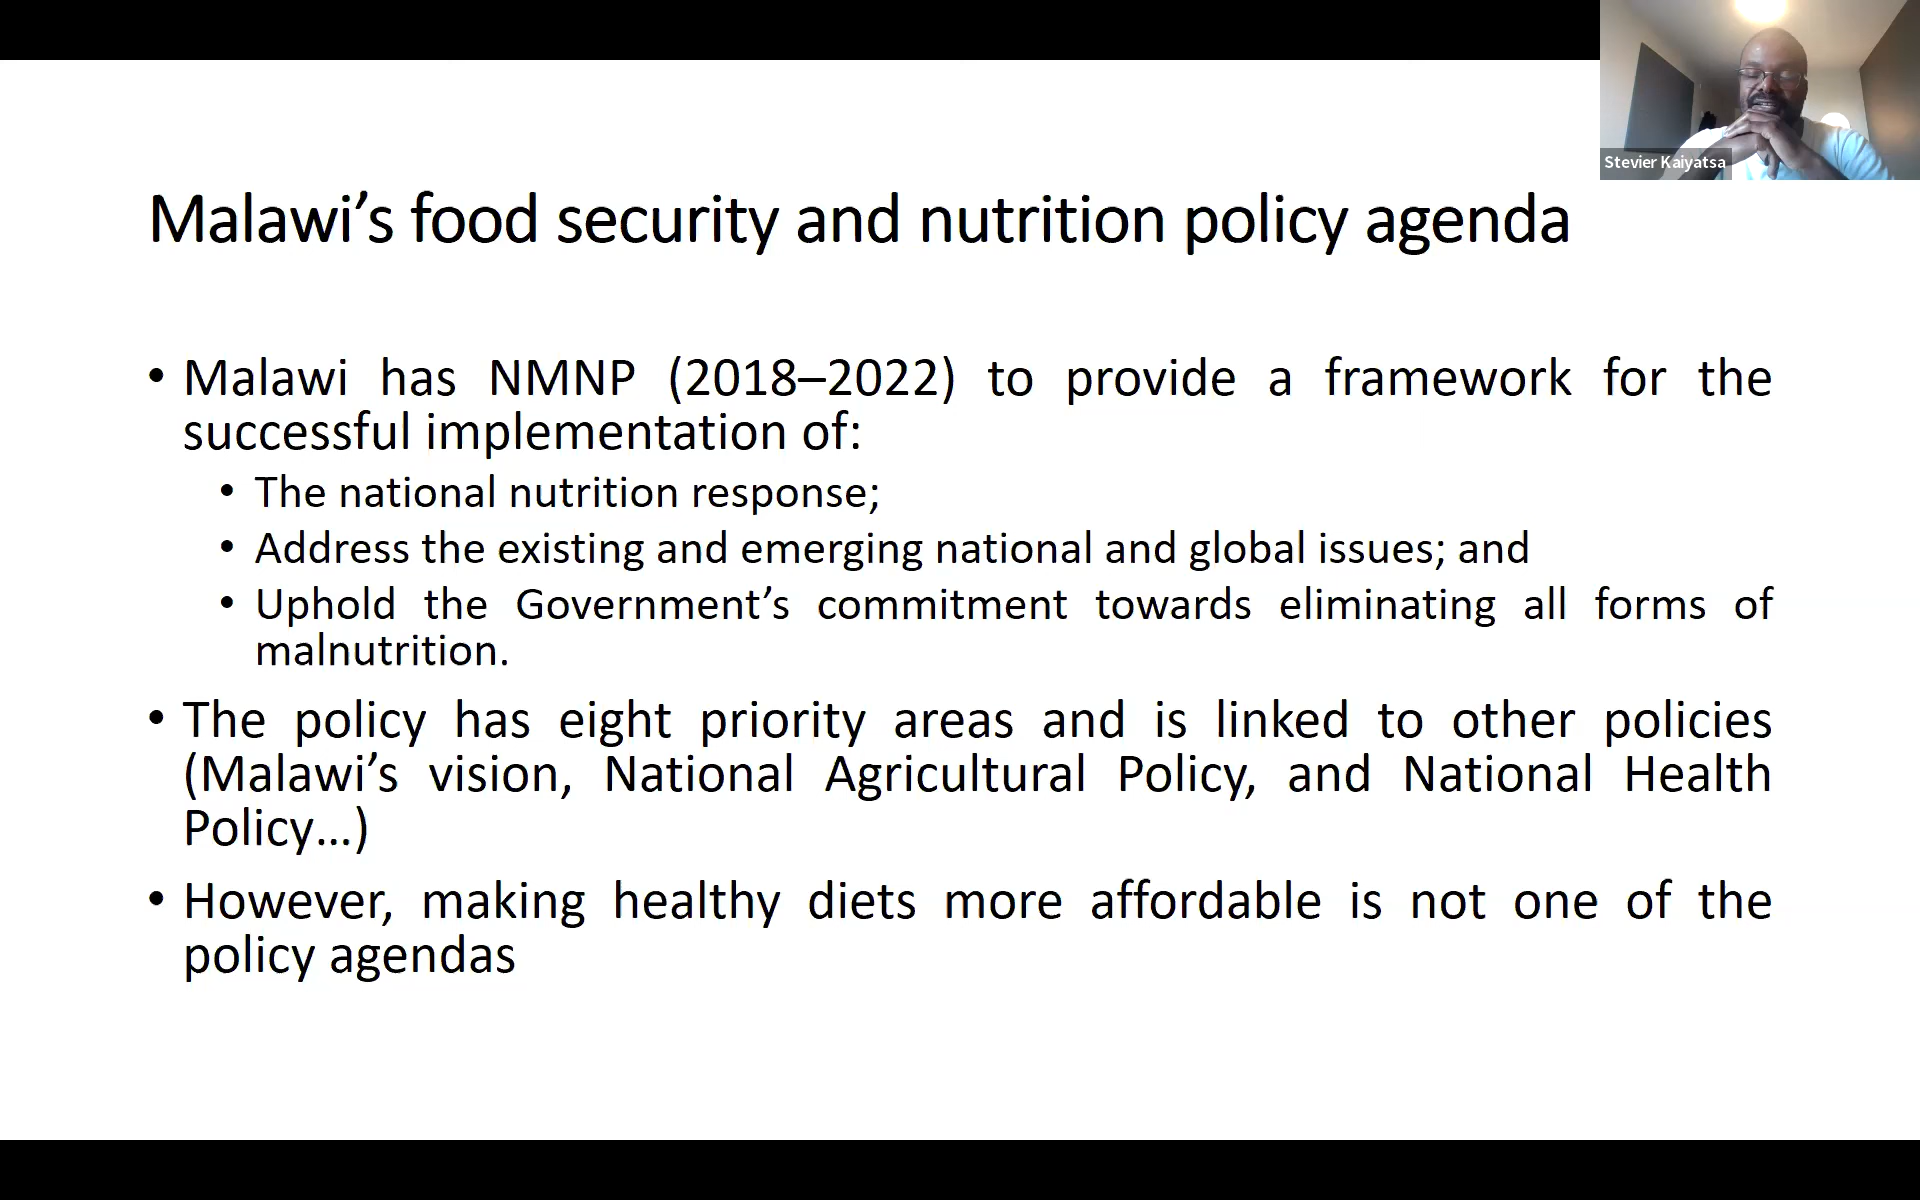 Stevier Kaiyatsa
Malawi’s food security and nutrition policy agenda
• Malawi has NMNP (2018–2022) to provide a framework for the
successful implementation of:
• The national nutrition response;
• Address the existing and emerging national and global issues; and
• Uphold the Government’s commitment towards eliminating all forms of
malnutrition.
• The policy has eight priority areas and is linked to other policies
(Malawi’s vision, National Agricultural Policy, and National Health
Policy…)
• However, making healthy diets more affordable is not one of the
policy agendas